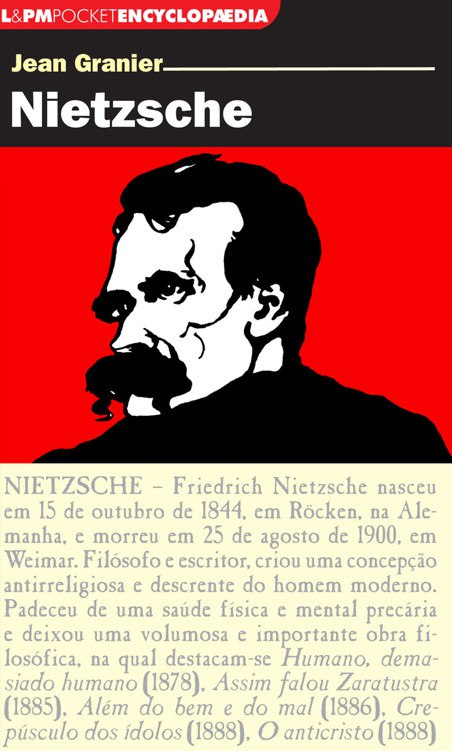 L&PMPOCKETENCYCLOPÆDIA
Jean Granier
Nietzsche
NIETZSCHE – Friedrich Nietzsche nasceu
em 15 de outubro de 1844, em Röcken, na Ale-
manha, e morreu em 25 de agosto de 1900, em
Weimar. Filósofo e escritor, criou uma concepção
antirreligiosa e descrente do homem moderno.
Padeceu de uma saúde física e mental precária
e deixou uma volumosa e importante obra fi-
losófica, na qual destacam-se Humano, dema-
siado humano (1878), Assim falou Zaratustra
(1885), Além do bem e do mal (1886), Cre-
púsculo dos ídolos (1888), O anticristo (1888)